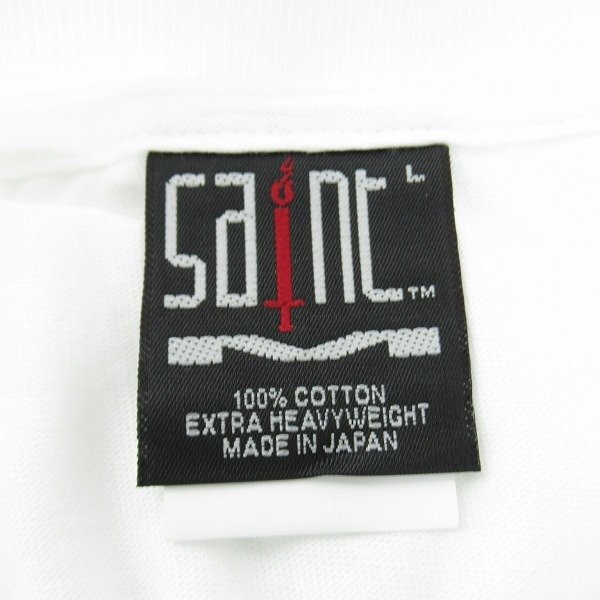 saint L
™
100% COTTON
EXTRA HEAVYWEIGHT
MADE IN JAPAN